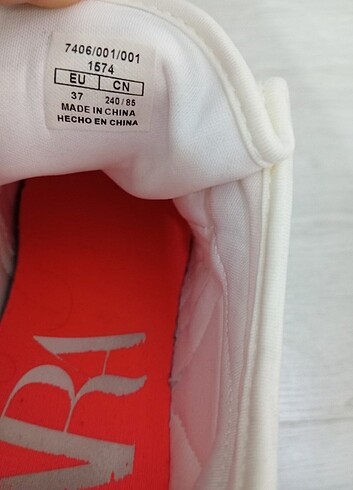 7406/001/001
1574
EU CN
37 240/85
MADE IN CHINA
HECHO EN CHINA